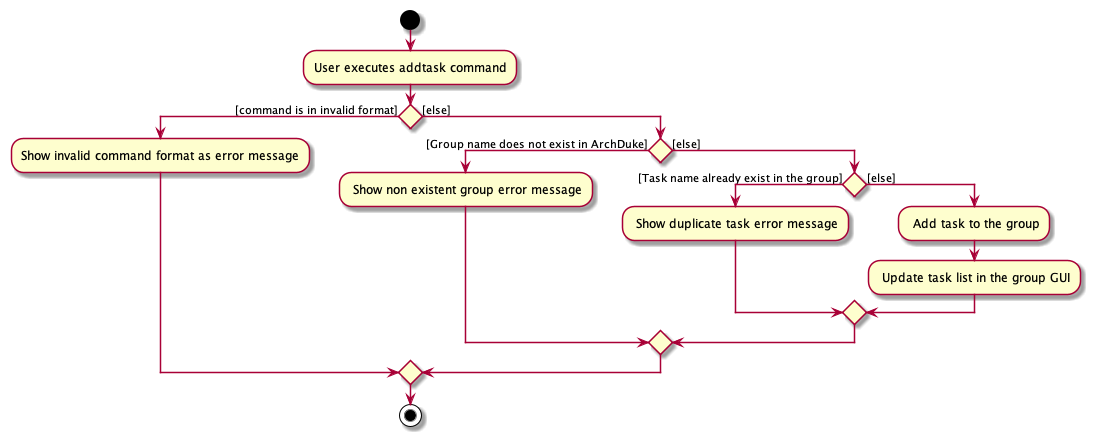 User executes addtask command
[command is in invalid format]
[else]
Show invalid command format as error message
[Group name does not exist in ArchDuke]
[else]
Show non existent group error message
[Task name already exist in the group]
[else]
Show duplicate task error message
Add task to the group
Update task list in the group GUI